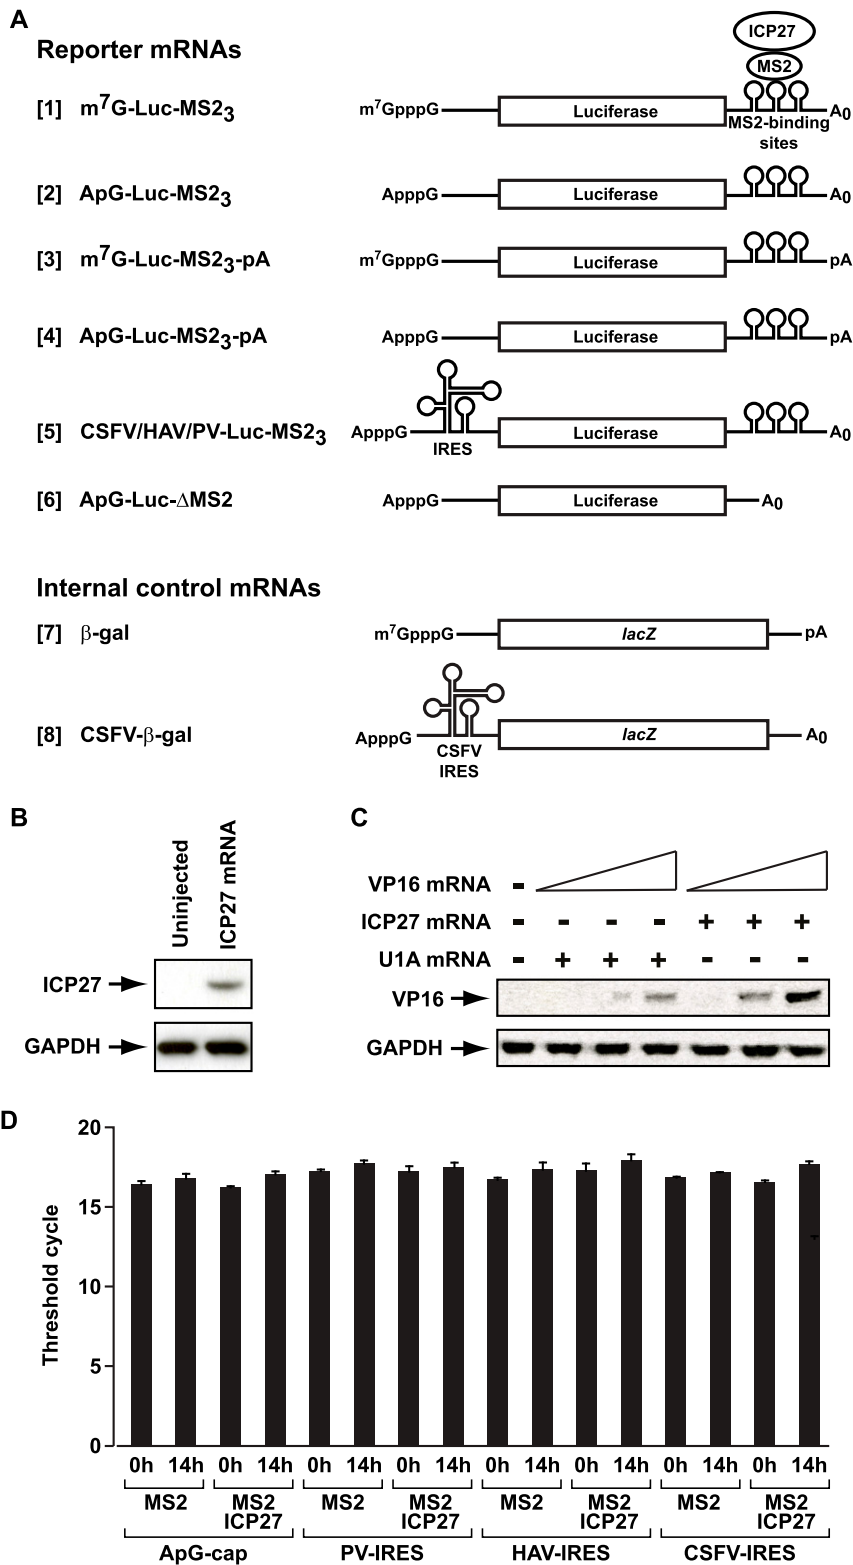 A
Reporter mRNAs
ICP27
MS2
[1] m7G-Luc-MS23
m7GpppG
Luciferase
A0
MS2-binding
sites
[2] ApG-Luc-MS23
ApppG
Luciferase
A0
[3] m7G-Luc-MS23-pA
m7GpppG
Luciferase
pA
[4] ApG-Luc-MS23-pA
ApppG
Luciferase
pA
[5] CSFV/HAV/PV-Luc-MS23
ApppG
IRES
Luciferase
A0
[6] ApG-Luc-ΔMS2
ApppG
Luciferase
A0
Internal control mRNAs
[7] β-gal
m7GpppG
lacZ
pA
[8] CSFV-β-gal
ApppG
CSFV
IRES
lacZ
A0
B
Uninjected
ICP27 mRNA
ICP27
GAPDH
C
VP16 mRNA -
ICP27 mRNA - - - - + + +
U1A mRNA - + + + - - -
VP16
GAPDH
D
Threshold cycle
20
15
10
5
0
0h 14h 0h 14h 0h 14h 0h 14h 0h 14h 0h 14h 0h 14h 0h 14h
MS2 MS2 MS2 MS2 MS2 MS2 MS2 MS2
ICP27 ICP27 ICP27 ICP27
ApG-cap PV-IRES HAV-IRES CSFV-IRES